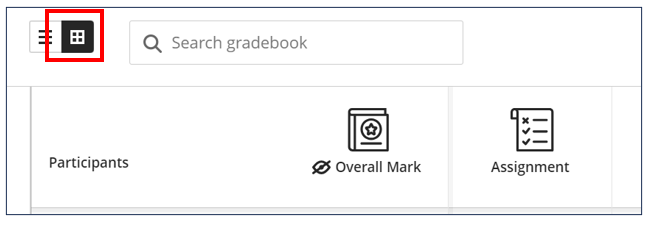 Search gradebook
Participants
Overall Mark
Assignment